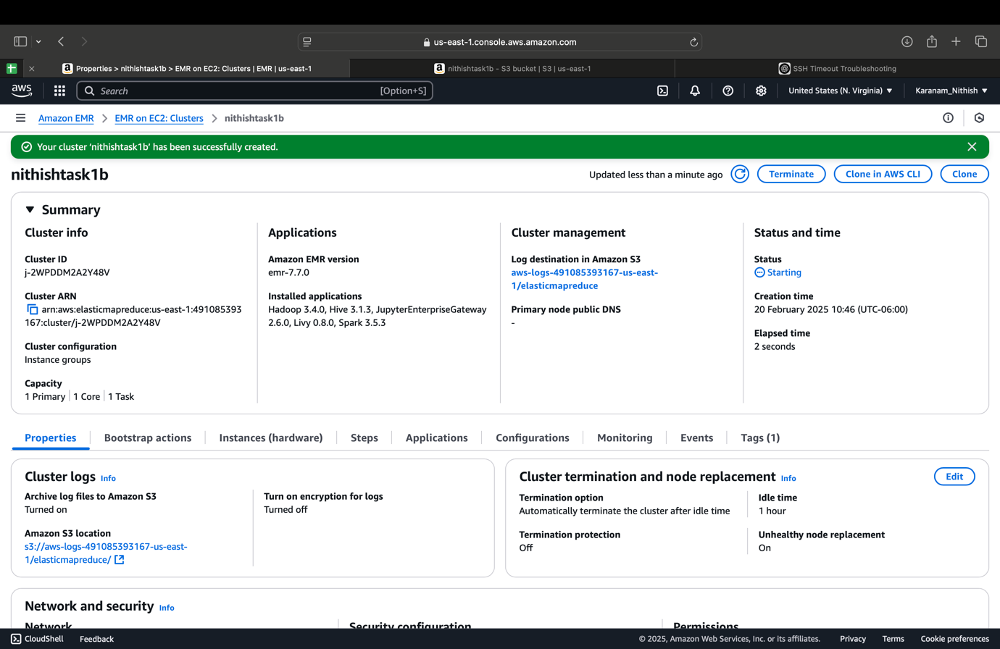 us-east-1.console.aws.amazon.com
Properties > nithishtask1b > EMR on EC2: Clusters | EMR | us-east-1
nithishtask1b - S3 bucket | S3 | us-east-1
SSH Timeout Troubleshooting
aws
Search
[Option+S]
United States (N. Virginia) ▼
Karanam_Nithish ▼
Amazon EMR > EMR on EC2: Clusters > nithishtask1b
Your cluster 'nithishtask1b' has been successfully created.
nithishtask1b
Updated less than a minute ago
Terminate
Clone in AWS CLI
Clone
Summary
Cluster info
Cluster ID
j-2WPDDM2A2Y48V
Cluster ARN
arn:aws:elasticmapreduce:us-east-1:491085393
167:cluster/j-2WPDDM2A2Y48V
Cluster configuration
Instance groups
Capacity
1 Primary | 1 Core | 1 Task
Applications
Amazon EMR version
emr-7.7.0
Installed applications
Hadoop 3.4.0, Hive 3.1.3, JupyterEnterpriseGateway
2.6.0, Livy 0.8.0, Spark 3.5.3
Cluster management
Log destination in Amazon S3
aws-logs-491085393167-us-east-
1/elasticmapreduce
Primary node public DNS
-
Status and time
Status
Starting
Creation time
20 February 2025 10:46 (UTC-06:00)
Elapsed time
2 seconds
Properties
Bootstrap actions
Instances (hardware)
Steps
Applications
Configurations
Monitoring
Events
Tags (1)
Cluster logs Info
Archive log files to Amazon S3
Turned on
Amazon S3 location
s3://aws-logs-491085393167-us-east-
1/elasticmapreduce/
Turn on encryption for logs
Turned off
Cluster termination and node replacement Info
Edit
Termination option
Automatically terminate the cluster after idle time
Termination protection
Off
Idle time
1 hour
Unhealthy node replacement
On
Network and security Info
Network
Security configuration
Permissions
CloudShell
Feedback
© 2025, Amazon Web Services, Inc. or its affiliates.
Privacy
Terms
Cookie preferences